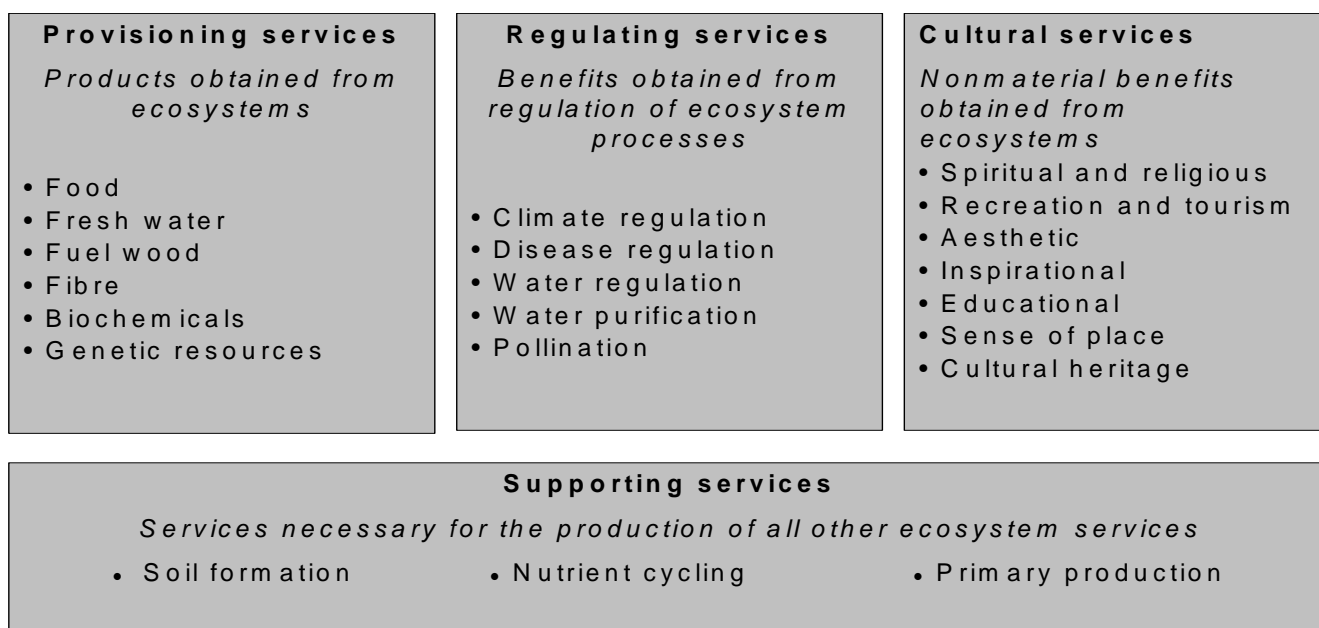 Provisioning services
Products obtained from
ecosystems
• Food
• Fresh water
• Fuel wood
• Fibre
• Biochemicals
• Genetic resources
Regulating services
Benefits obtained from
regulation of ecosystem
processes
• Climate regulation
• Disease regulation
• Water regulation
• Water purification
• Pollination
Cultural services
Nonmaterial benefits
obtained from
ecosystems
• Spiritual and religious
• Recreation and tourism
• Aesthetic
• Inspirational
• Educational
• Sense of place
• Cultural heritage
Supporting services
Services necessary for the production of all other ecosystem services
• Soil formation • Nutrient cycling • Primary production